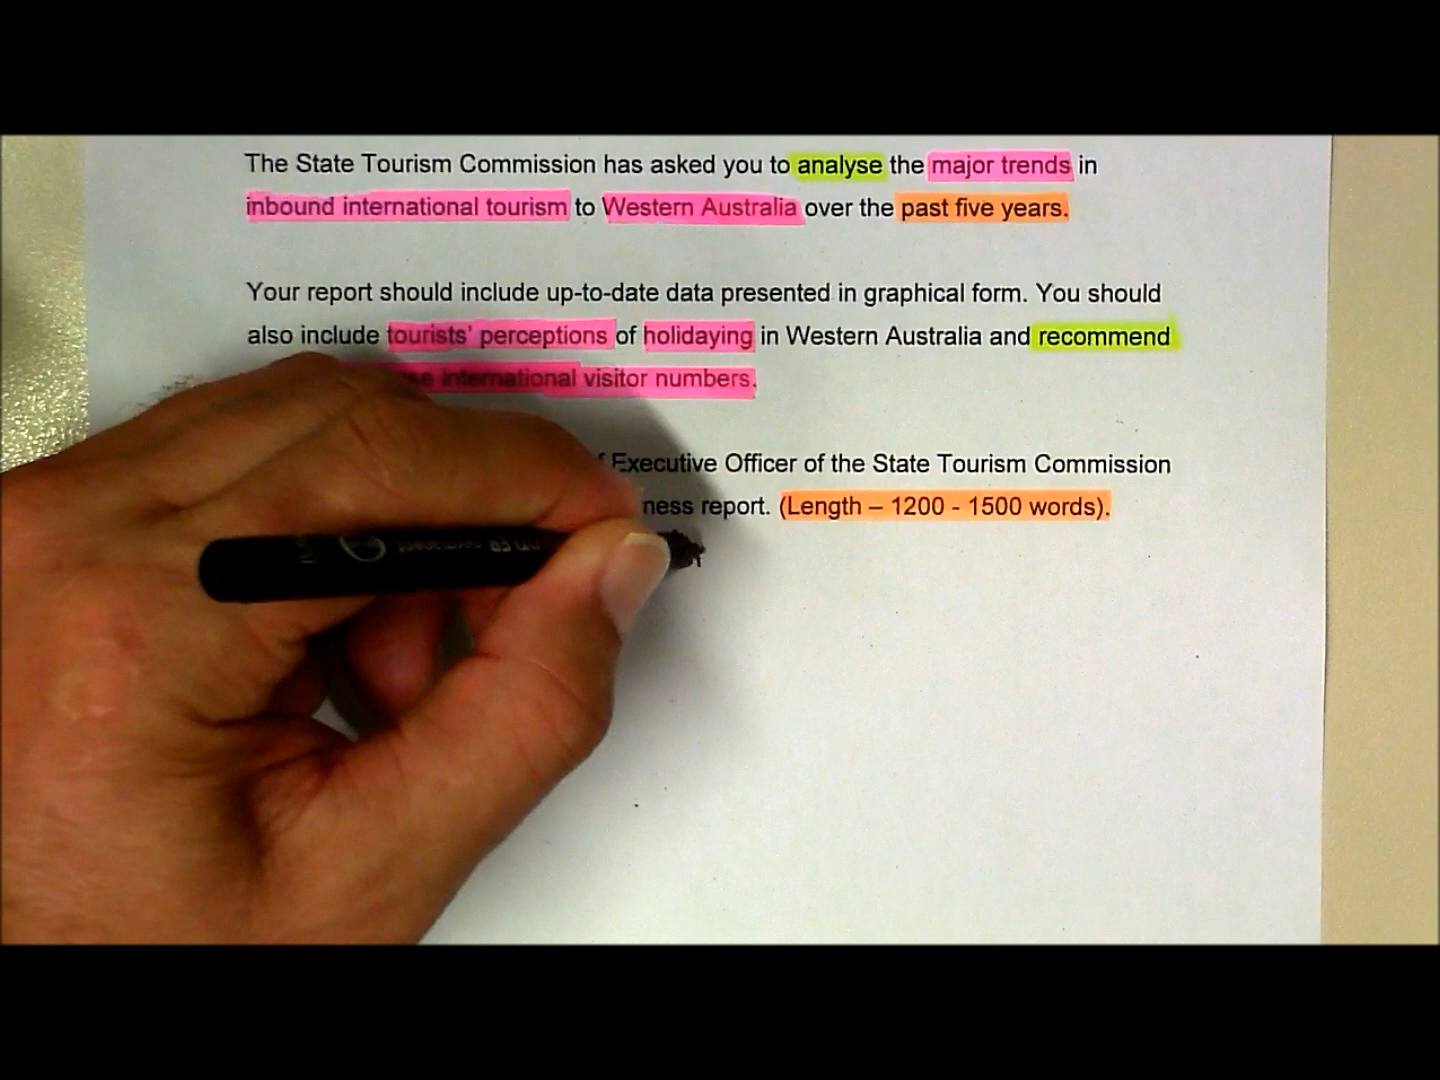 The State Tourism Commission has asked you to analyse the major trends in
inbound international tourism to Western Australia over the past five years.
Your report should include up-to-date data presented in graphical form. You should
also include tourists' perceptions of holidaying in Western Australia and recommend
international visitor numbers.
Executive Officer of the State Tourism Commission
report. (Length – 1200 - 1500 words).